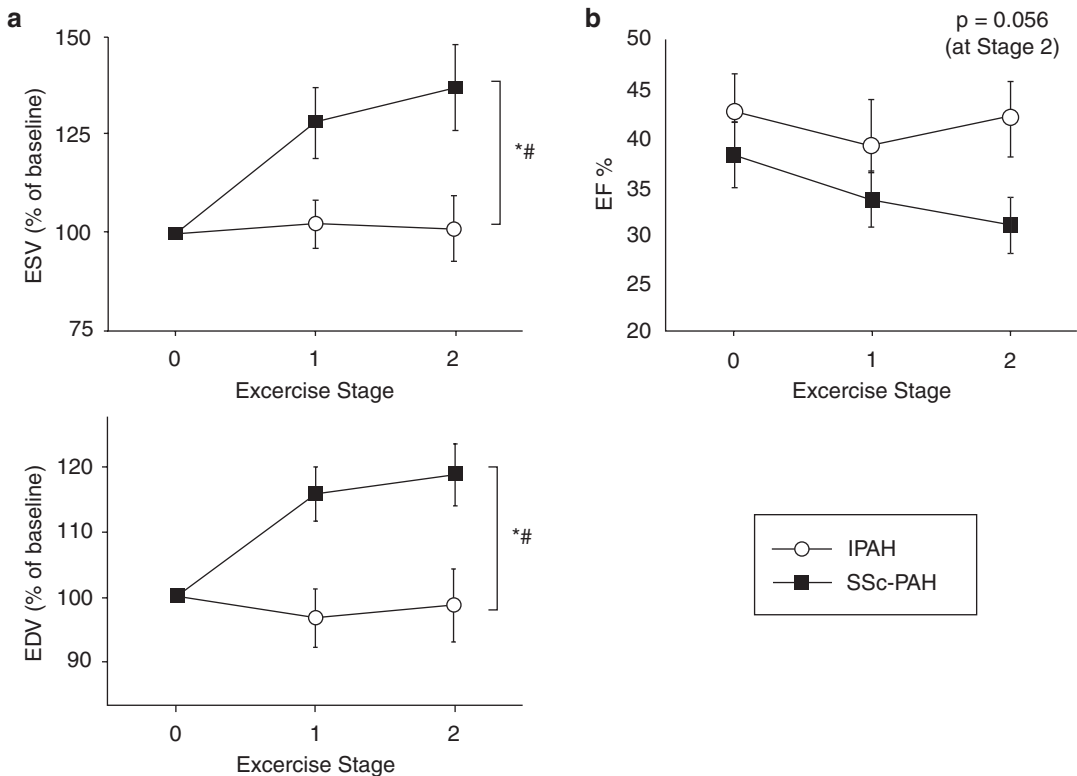 a
ESV (% of baseline)
150
125
100
75
*#
0 1 2
Excercise Stage
EDV (% of baseline)
120
110
100
90
*#
0 1 2
Excercise Stage
b
p = 0.056
(at Stage 2)
EF %
50
45
40
35
30
25
20
0 1 2
Excercise Stage
IPAH
SSc-PAH